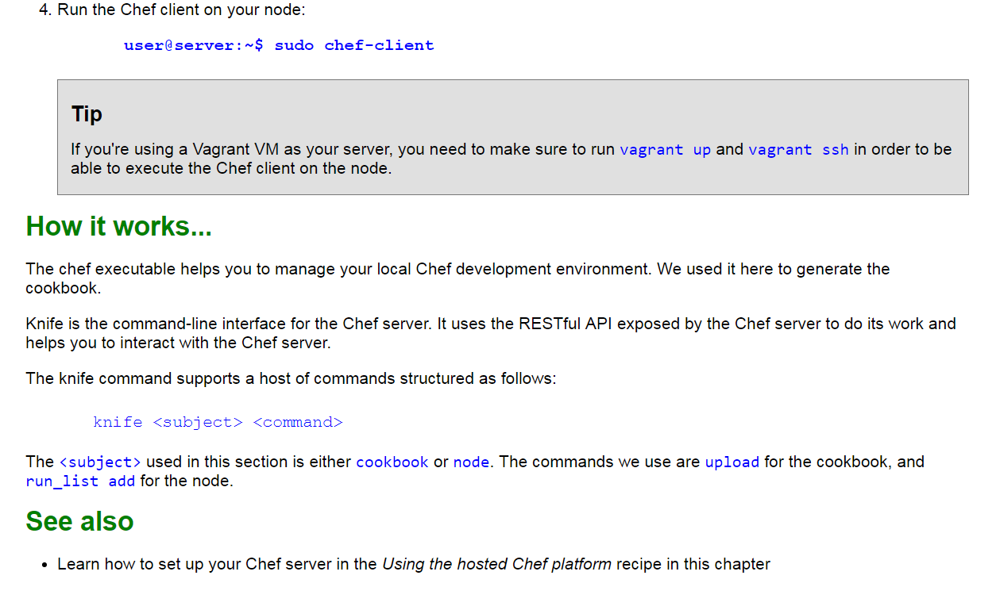 4. Run the Chef client on your node:
user@server:~$ sudo chef-client
Tip
If you're using a Vagrant VM as your server, you need to make sure to run vagrant up and vagrant ssh in order to be
able to execute the Chef client on the node.
How it works...
The chef executable helps you to manage your local Chef development environment. We used it here to generate the
cookbook.
Knife is the command-line interface for the Chef server. It uses the RESTful API exposed by the Chef server to do its work and
helps you to interact with the Chef server.
The knife command supports a host of commands structured as follows:
knife <subject> <command>
The <subject> used in this section is either cookbook or node. The commands we use are upload for the cookbook, and
run_list add for the node.
See also
• Learn how to set up your Chef server in the Using the hosted Chef platform recipe in this chapter